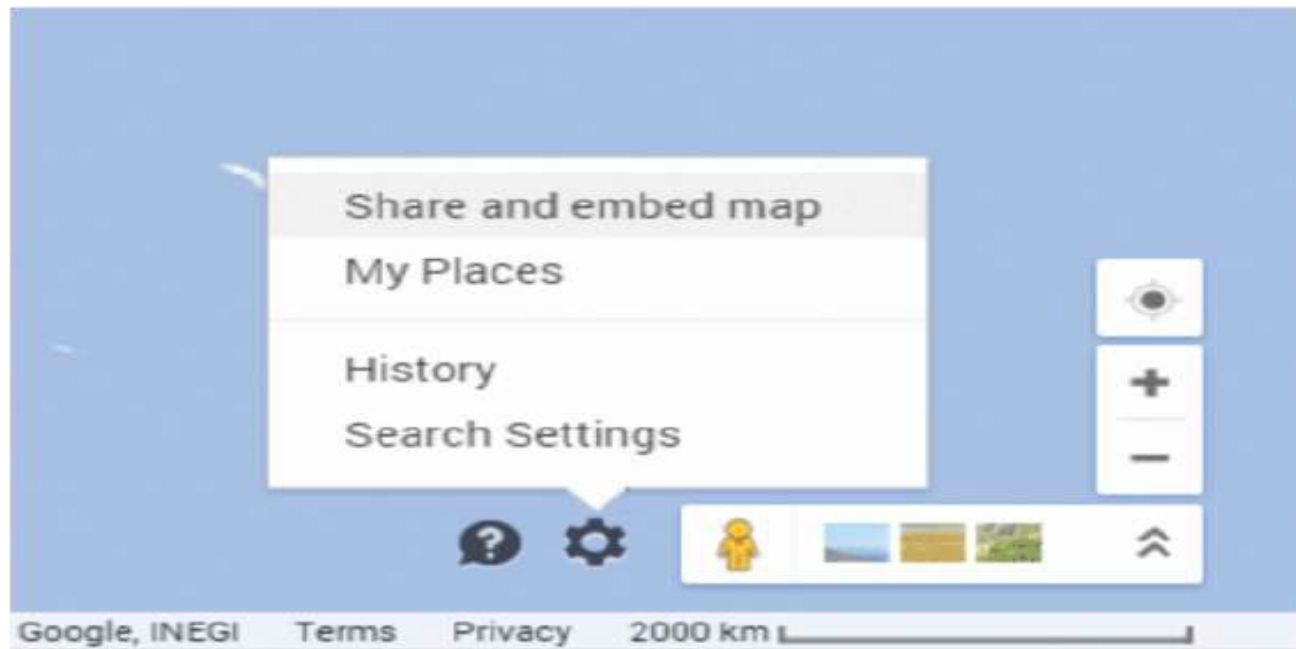 Share and embed map
My Places
History
Search Settings
Google, INEGI Terms Privacy 2000 km